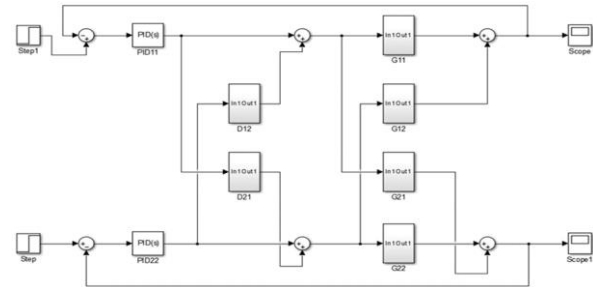 Step1
PID(s)
PID11
In1Out1
G11
Scope
In1Out1
D12
In1Out1
G12
In1Out1
D21
In1Out1
G21
Step
PID(s)
PID22
In1Out1
G22
Scope1